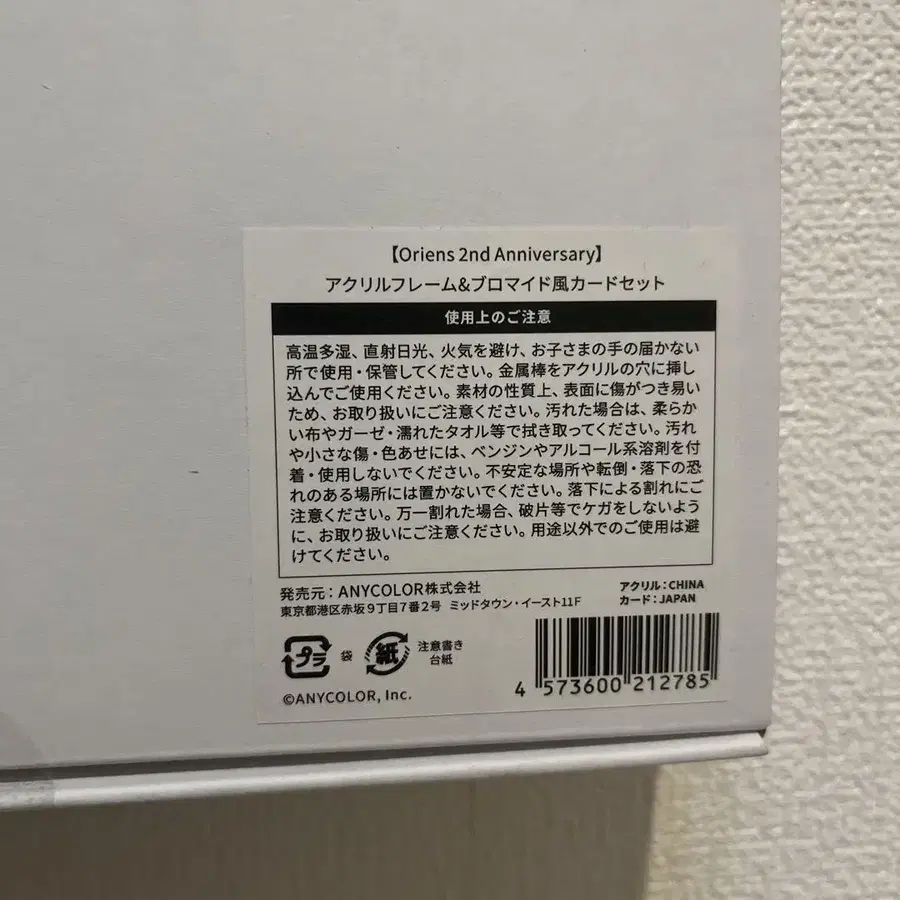 【Oriens 2nd Anniversary】
アクリルフレーム&ブロマイド風カードセット
使用上のご注意
高温多湿、直射日光、火気を避け、お子さまの手の届かない
所で使用・保管してください。金属棒をアクリルの穴に挿し
込んでご使用ください。素材の性質上、表面に傷がつき易い
ため、お取り扱いにご注意ください。汚れた場合は、柔らか
い布やガーゼ・濡れたタオル等で拭き取ってください。汚れ
や小さな傷・色あせには、ベンジンやアルコール系溶剤を付
着・使用しないでください。不安定な場所や転倒・落下の恐
れのある場所には置かないでください。落下による割れにご
注意ください。万一割れた場合、破片等でケガをしないよう
に、お取り扱いにご注意ください。用途以外でのご使用は避
けてください。
発売元：ANYCOLOR株式会社
東京都港区赤坂9丁目7番2号 ミッドタウン・イースト11F
アクリル：CHINA
カード：JAPAN
プラ 袋 紙 注意書き
台紙
©ANYCOLOR, Inc.
4 573600 212785